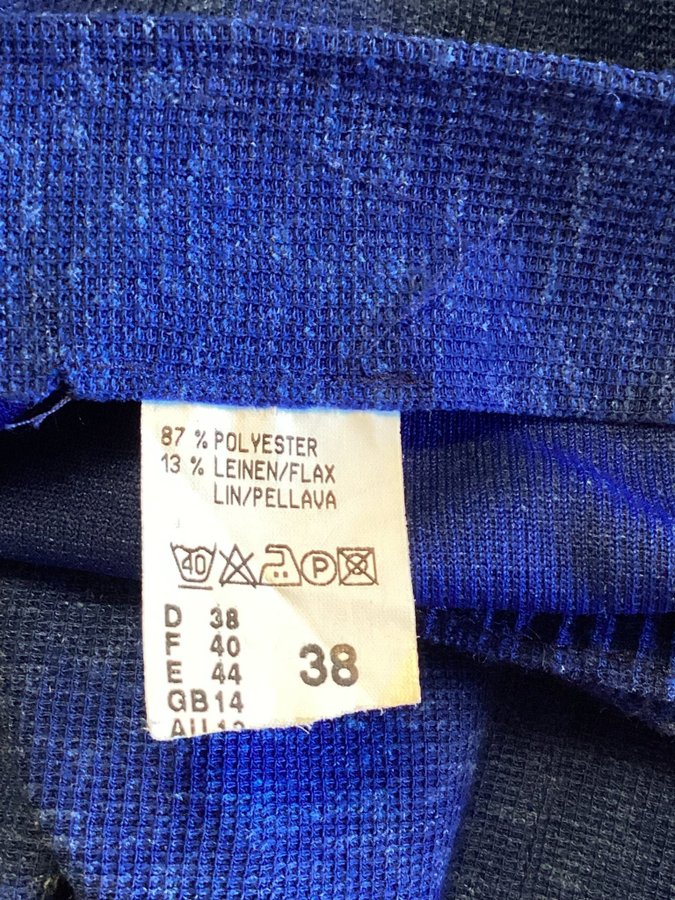 87 % POLYESTER
13 % LEINEN/FLAX
LIN/PELLAVA
40 P
D 38
F 40
E 44
GB 14
38